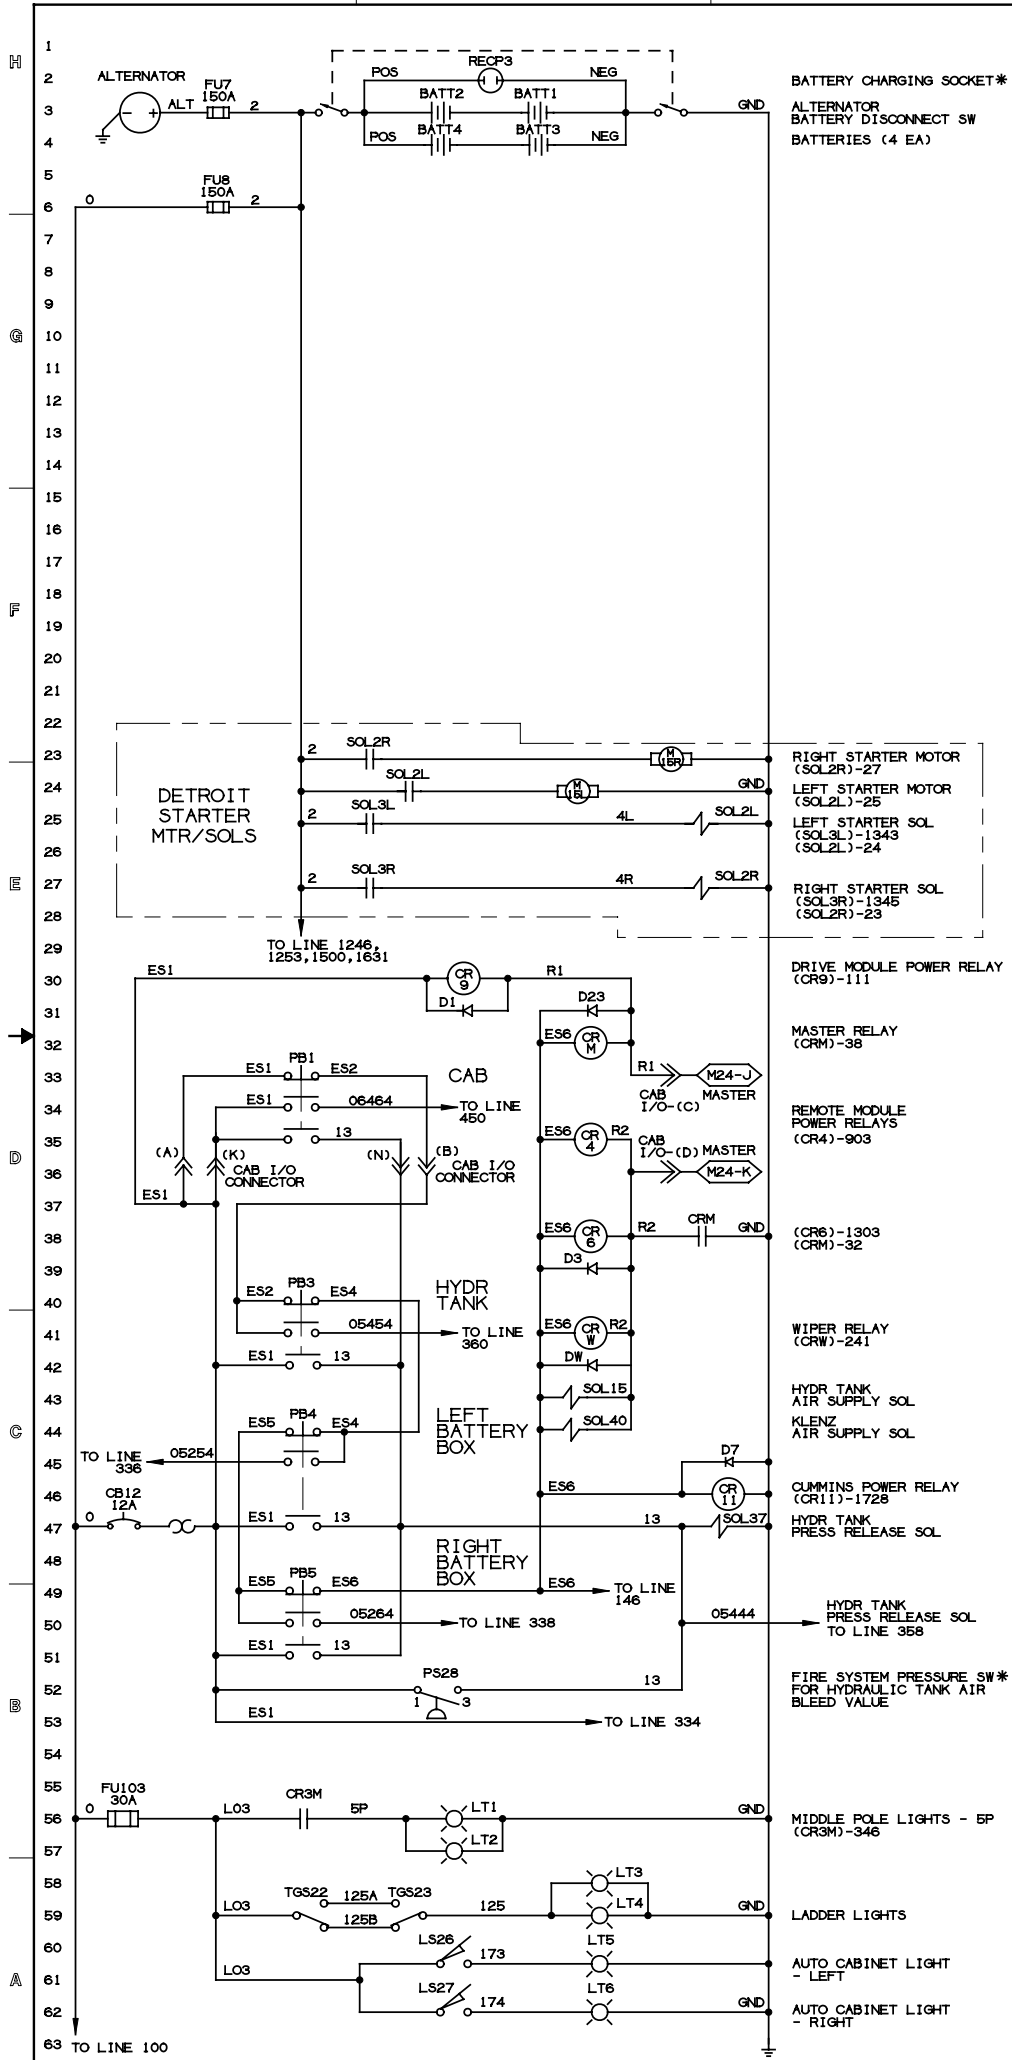 H
1
2
ALTERNATOR
FU7
150A
POS
RECP3
NEG
BATTERY CHARGING SOCKET*
3
- +
ALT
2
BATT2
BATT1
GND
ALTERNATOR
BATTERY DISCONNECT SW
4
POS
BATT4
BATT3
NEG
BATTERIES (4 EA)
5
6
0
FU8
150A
2
7
8
9
G
10
11
12
13
14
15
16
17
18
F
19
20
21
22
23
2
SOL2R
M
15R
RIGHT STARTER MOTOR
(SOL2R)-27
24
SOL2L
M
15L
GND
LEFT STARTER MOTOR
(SOL2L)-25
DETROIT
STARTER
MTR/SOLS
25
2
SOL3L
4L
SOL2L
LEFT STARTER SOL
(SOL3L)-1343
(SOL2L)-24
26
E
27
2
SOL3R
4R
SOL2R
RIGHT STARTER SOL
(SOL3R)-1345
(SOL2R)-23
28
29
TO LINE 1246,
1253,1500,1631
30
ES1
CR
9
R1
DRIVE MODULE POWER RELAY
(CR9)-111
31
D1
D23
32
ES6
CR
M
MASTER RELAY
(CRM)-38
33
ES1
PB1
ES2
CAB
R1
CAB
I/O-(C)
M24-J
MASTER
34
ES1
06464
TO LINE
450
REMOTE MODULE
POWER RELAYS
(CR4)-903
35
13
ES6
CR
4
R2
CAB
I/O-(D)
MASTER
D
36
(A)
(K)
CAB I/O
CONNECTOR
(N)
(B)
CAB I/O
CONNECTOR
M24-K
37
ES1
38
ES6
CR
6
R2
CRM
GND
(CR6)-1303
(CRM)-32
39
D3
40
ES2
PB3
ES4
HYDR
TANK
41
05454
TO LINE
360
ES6
CR
W
R2
WIPER RELAY
(CRW)-241
42
ES1
13
DW
43
SOL15
HYDR TANK
AIR SUPPLY SOL
C
44
ES5
PB4
ES4
LEFT
BATTERY
BOX
SOL40
KLENZ
AIR SUPPLY SOL
45
TO LINE
336
05254
D7
46
CB12
12A
ES6
CR
11
CUMMINS POWER RELAY
(CR11)-1728
47
0
ES1
13
13
SOL37
HYDR TANK
PRESS RELEASE SOL
48
RIGHT
BATTERY
BOX
49
ES5
PB5
ES6
ES6
TO LINE
146
50
05264
TO LINE 338
05444
HYDR TANK
PRESS RELEASE SOL
TO LINE 358
51
ES1
13
52
PS28
1 3
13
FIRE SYSTEM PRESSURE SW*
FOR HYDRAULIC TANK AIR
BLEED VALUE
B
53
ES1
TO LINE 334
54
55
56
0
FU103
30A
L03
CR3M
5P
LT1
GND
MIDDLE POLE LIGHTS - 5P
(CR3M)-346
57
LT2
58
LT3
59
L03
TGS22
125A
125B
TGS23
125
LT4
GND
LADDER LIGHTS
60
LS26
173
LT5
AUTO CABINET LIGHT
- LEFT
A
61
L03
62
LS27
174
LT6
GND
AUTO CABINET LIGHT
- RIGHT
63
TO LINE 100